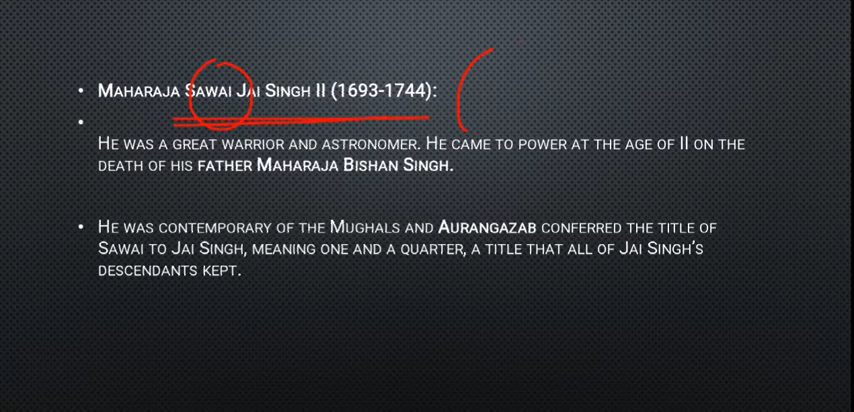 Maharaja Sawai Jai Singh II (1693-1744):
He was a great warrior and astronomer. He came to power at the age of II on the
death of his father Maharaja Bishan Singh.
He was contemporary of the Mughals and Aurangazab conferred the title of
Sawai to Jai Singh, meaning one and a quarter, a title that all of Jai Singh's
descendants kept.